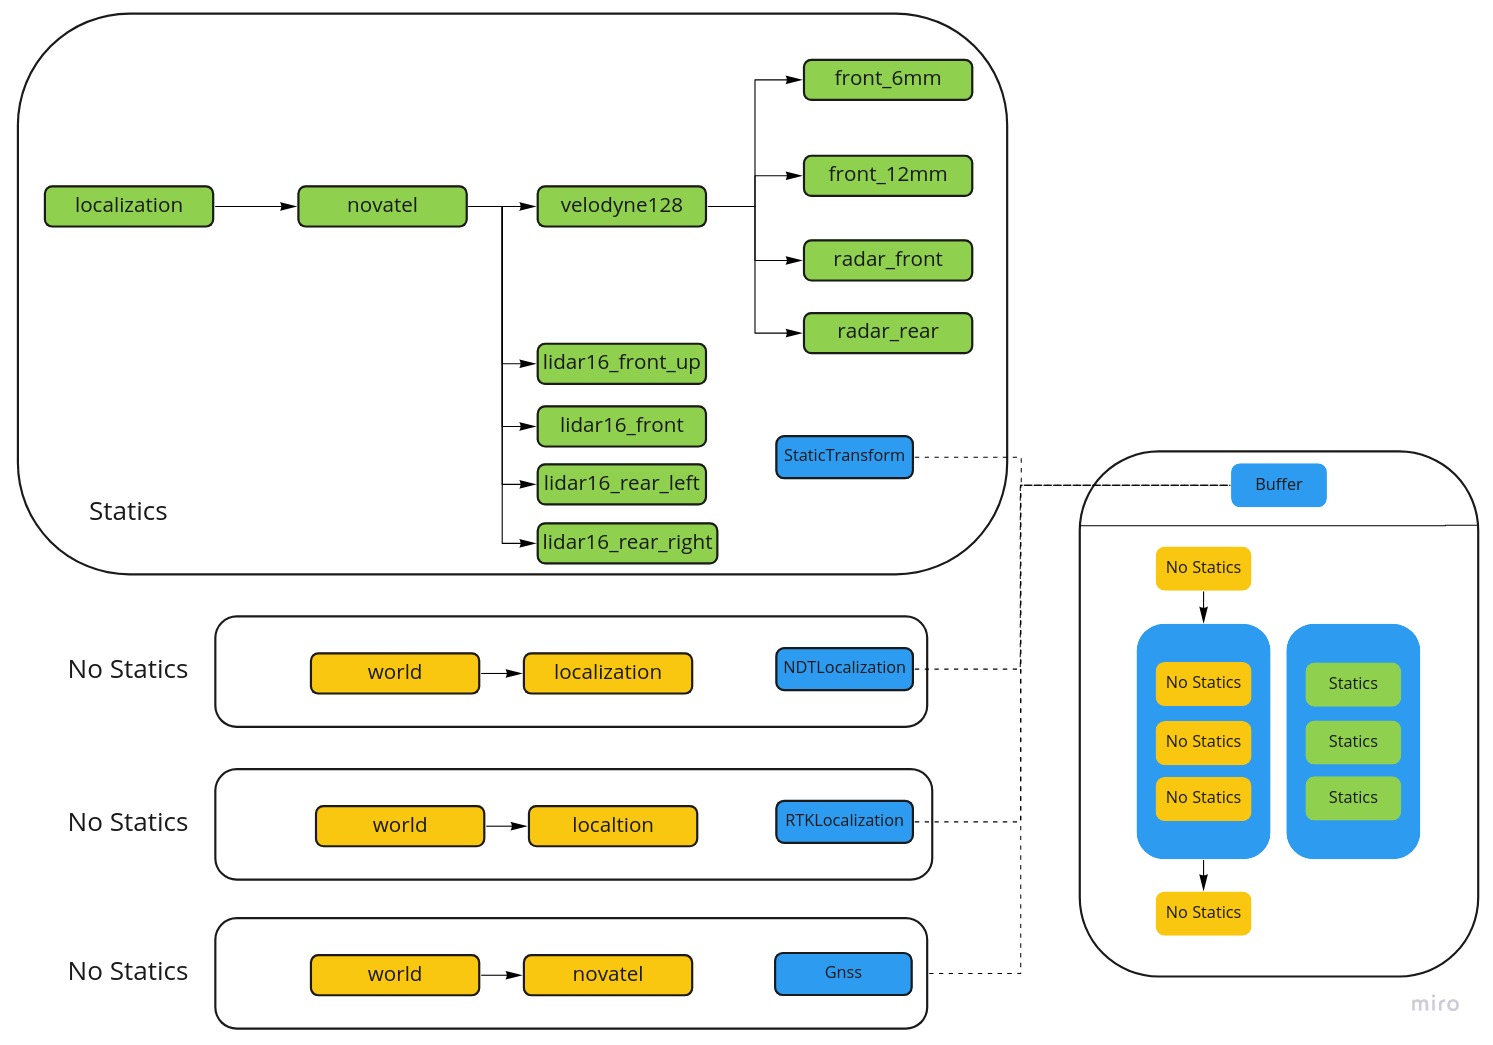 front_6mm
front_12mm
localization
novatel
velodyne128
radar_front
radar_rear
lidar16_front_up
lidar16_front
StaticTransform
lidar16_rear_left
Statics
lidar16_rear_right
No Statics
world
localization
NDTLocalization
No Statics
world
localtion
RTKLocalization
No Statics
world
novatel
Gnss
Buffer
No Statics
No Statics
Statics
No Statics
Statics
No Statics
Statics
No Statics
miro